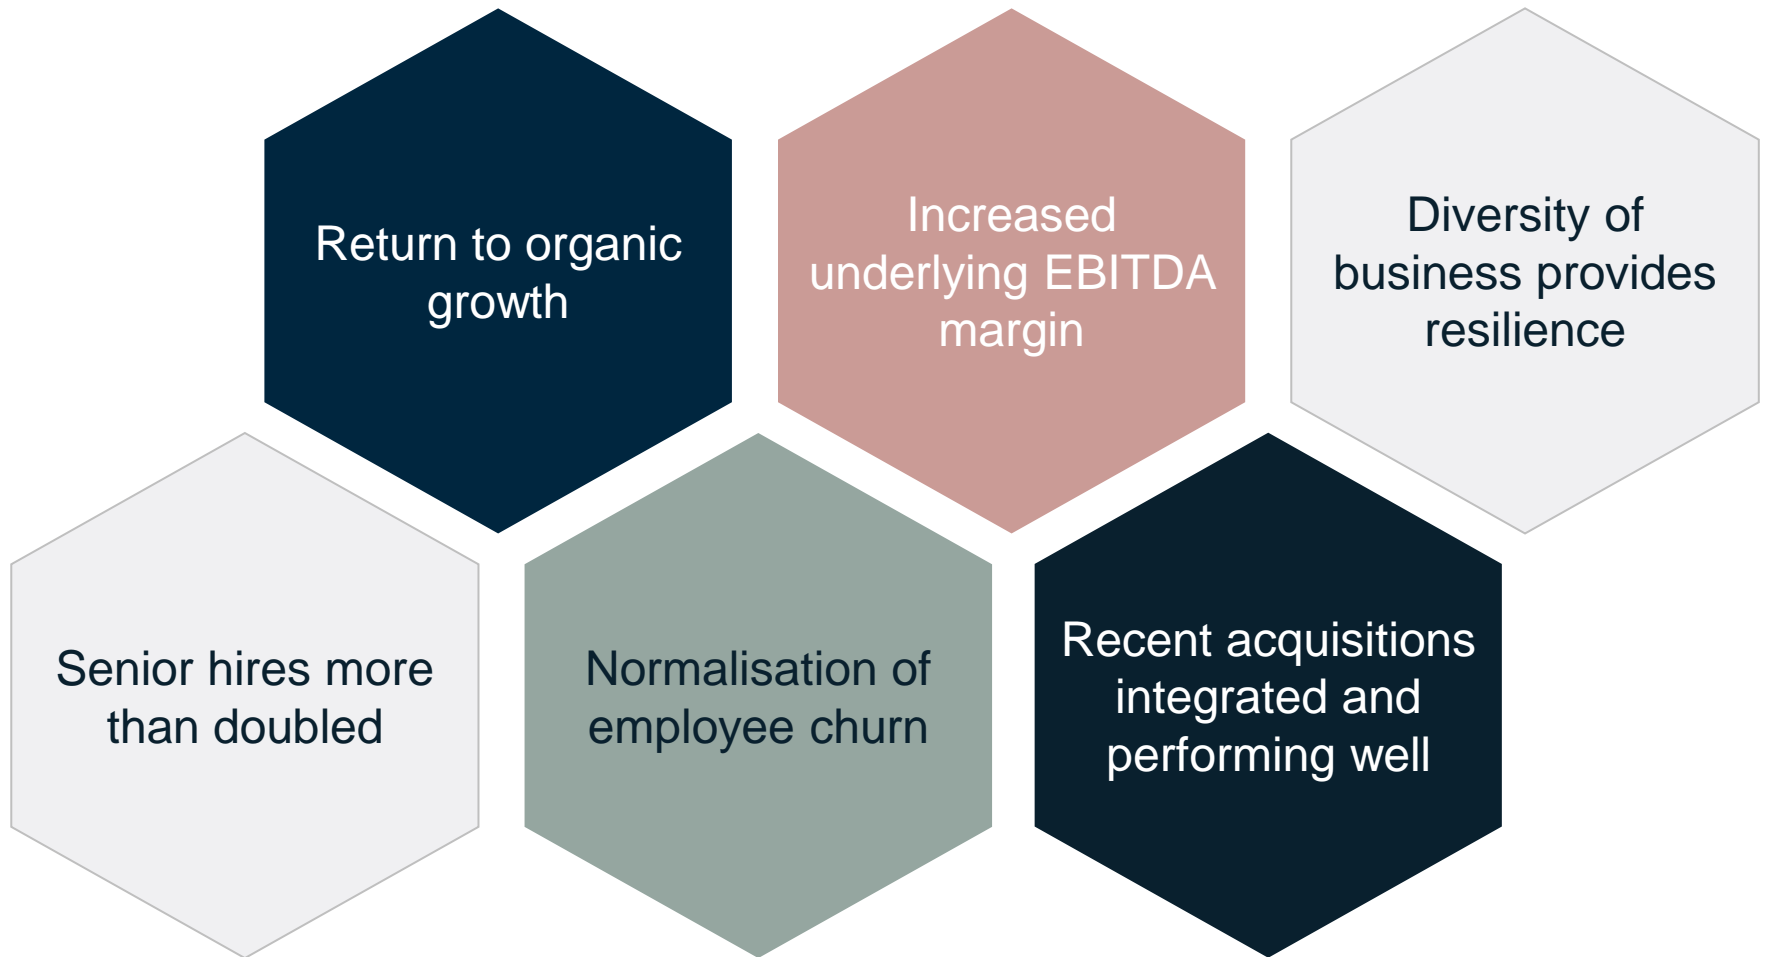 Return to organic
growth
Increased
underlying EBITDA
margin
Diversity of
business provides
resilience
Senior hires more
than doubled
Normalisation of
employee churn
Recent acquisitions
integrated and
performing well